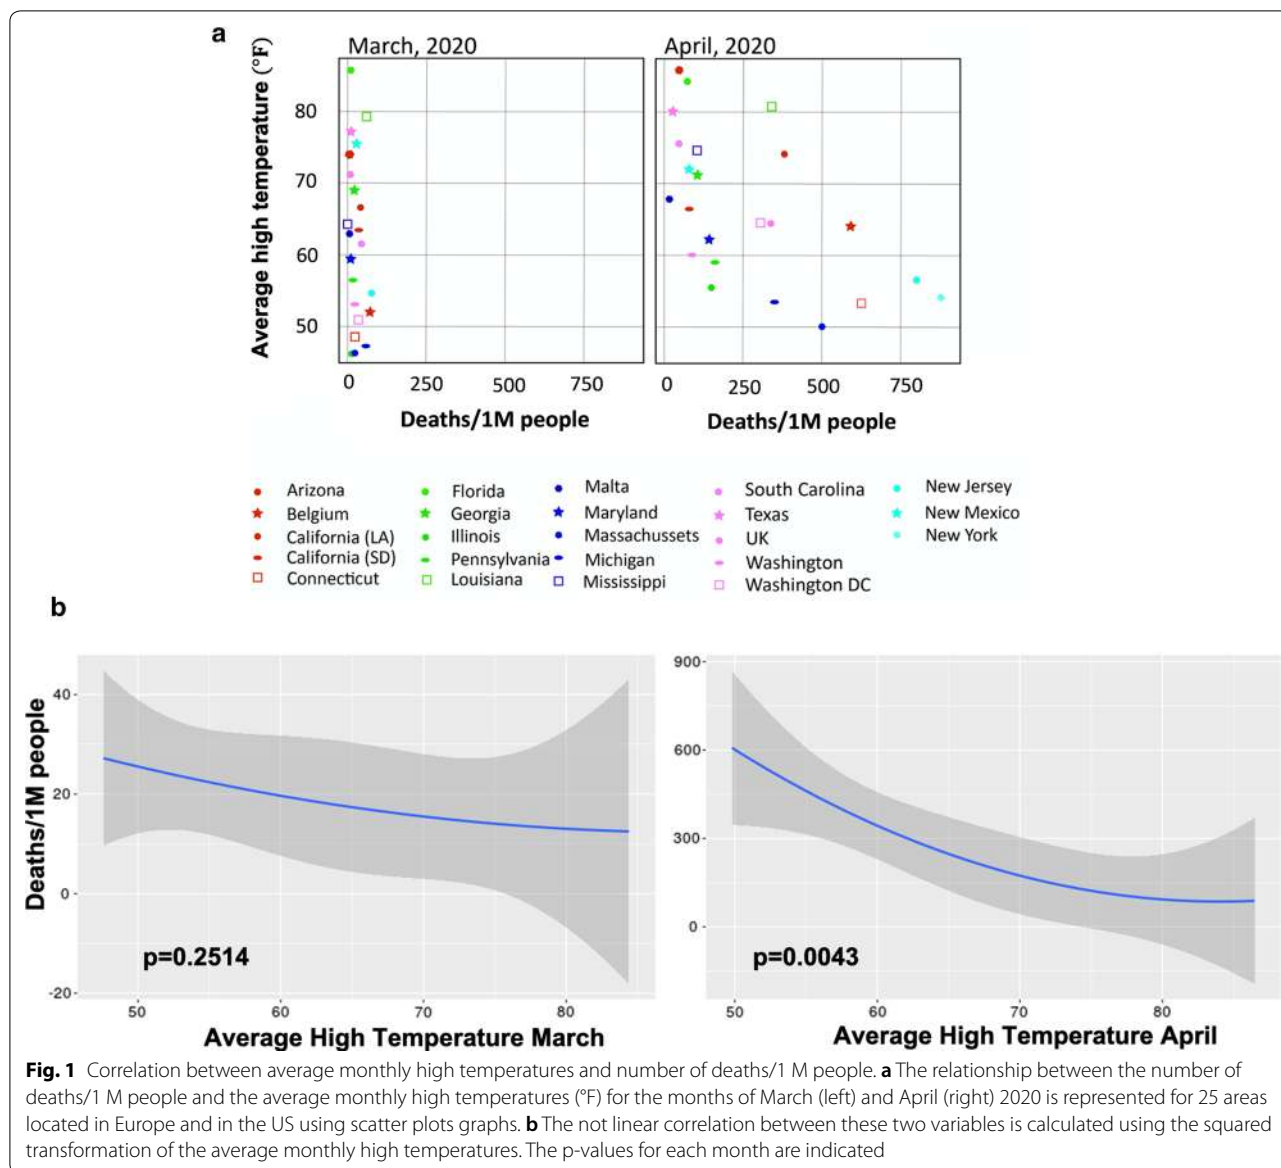 a
March, 2020
April, 2020
Average high temperature (°F)
80
70
60
50
0 250 500 750
0 250 500 750
Deaths/1M people
Deaths/1M people
Arizona
Belgium
California (LA)
California (SD)
Connecticut
Florida
Georgia
Illinois
Pennsylvania
Louisiana
Malta
Maryland
Massachussets
Michigan
Mississippi
South Carolina
Texas
UK
Washington
Washington DC
New Jersey
New Mexico
New York
b
Deaths/1M people
40
20
0
-20
p=0.2514
50 60 70 80
Average High Temperature March
900
600
300
0
p=0.0043
50 60 70 80
Average High Temperature April
Fig. 1 Correlation between average monthly high temperatures and number of deaths/1 M people. a The relationship between the number of
deaths/1 M people and the average monthly high temperatures (°F) for the months of March (left) and April (right) 2020 is represented for 25 areas
located in Europe and in the US using scatter plots graphs. b The not linear correlation between these two variables is calculated using the squared
transformation of the average monthly high temperatures. The p-values for each month are indicated